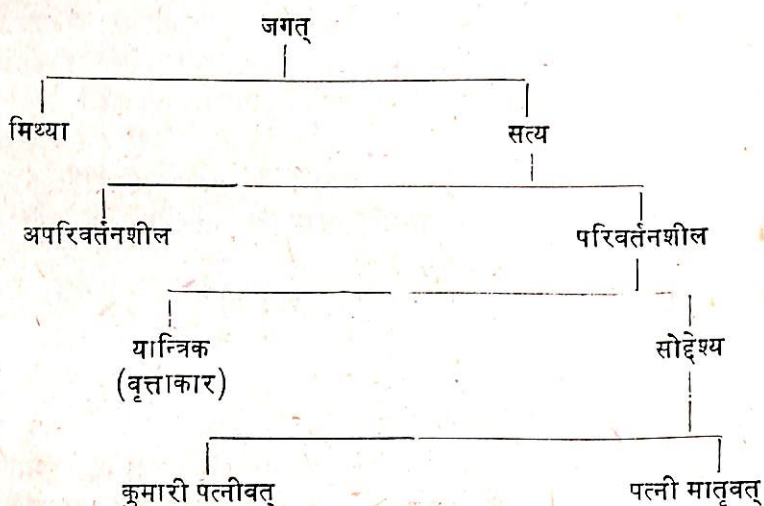 जगत्
मिथ्या सत्य
अपरिवर्तनशील परिवर्तनशील
यान्त्रिक सोद्देश्य
(वृत्ताकार)
कुमारी पत्नीवत् पत्नी मातृवत्